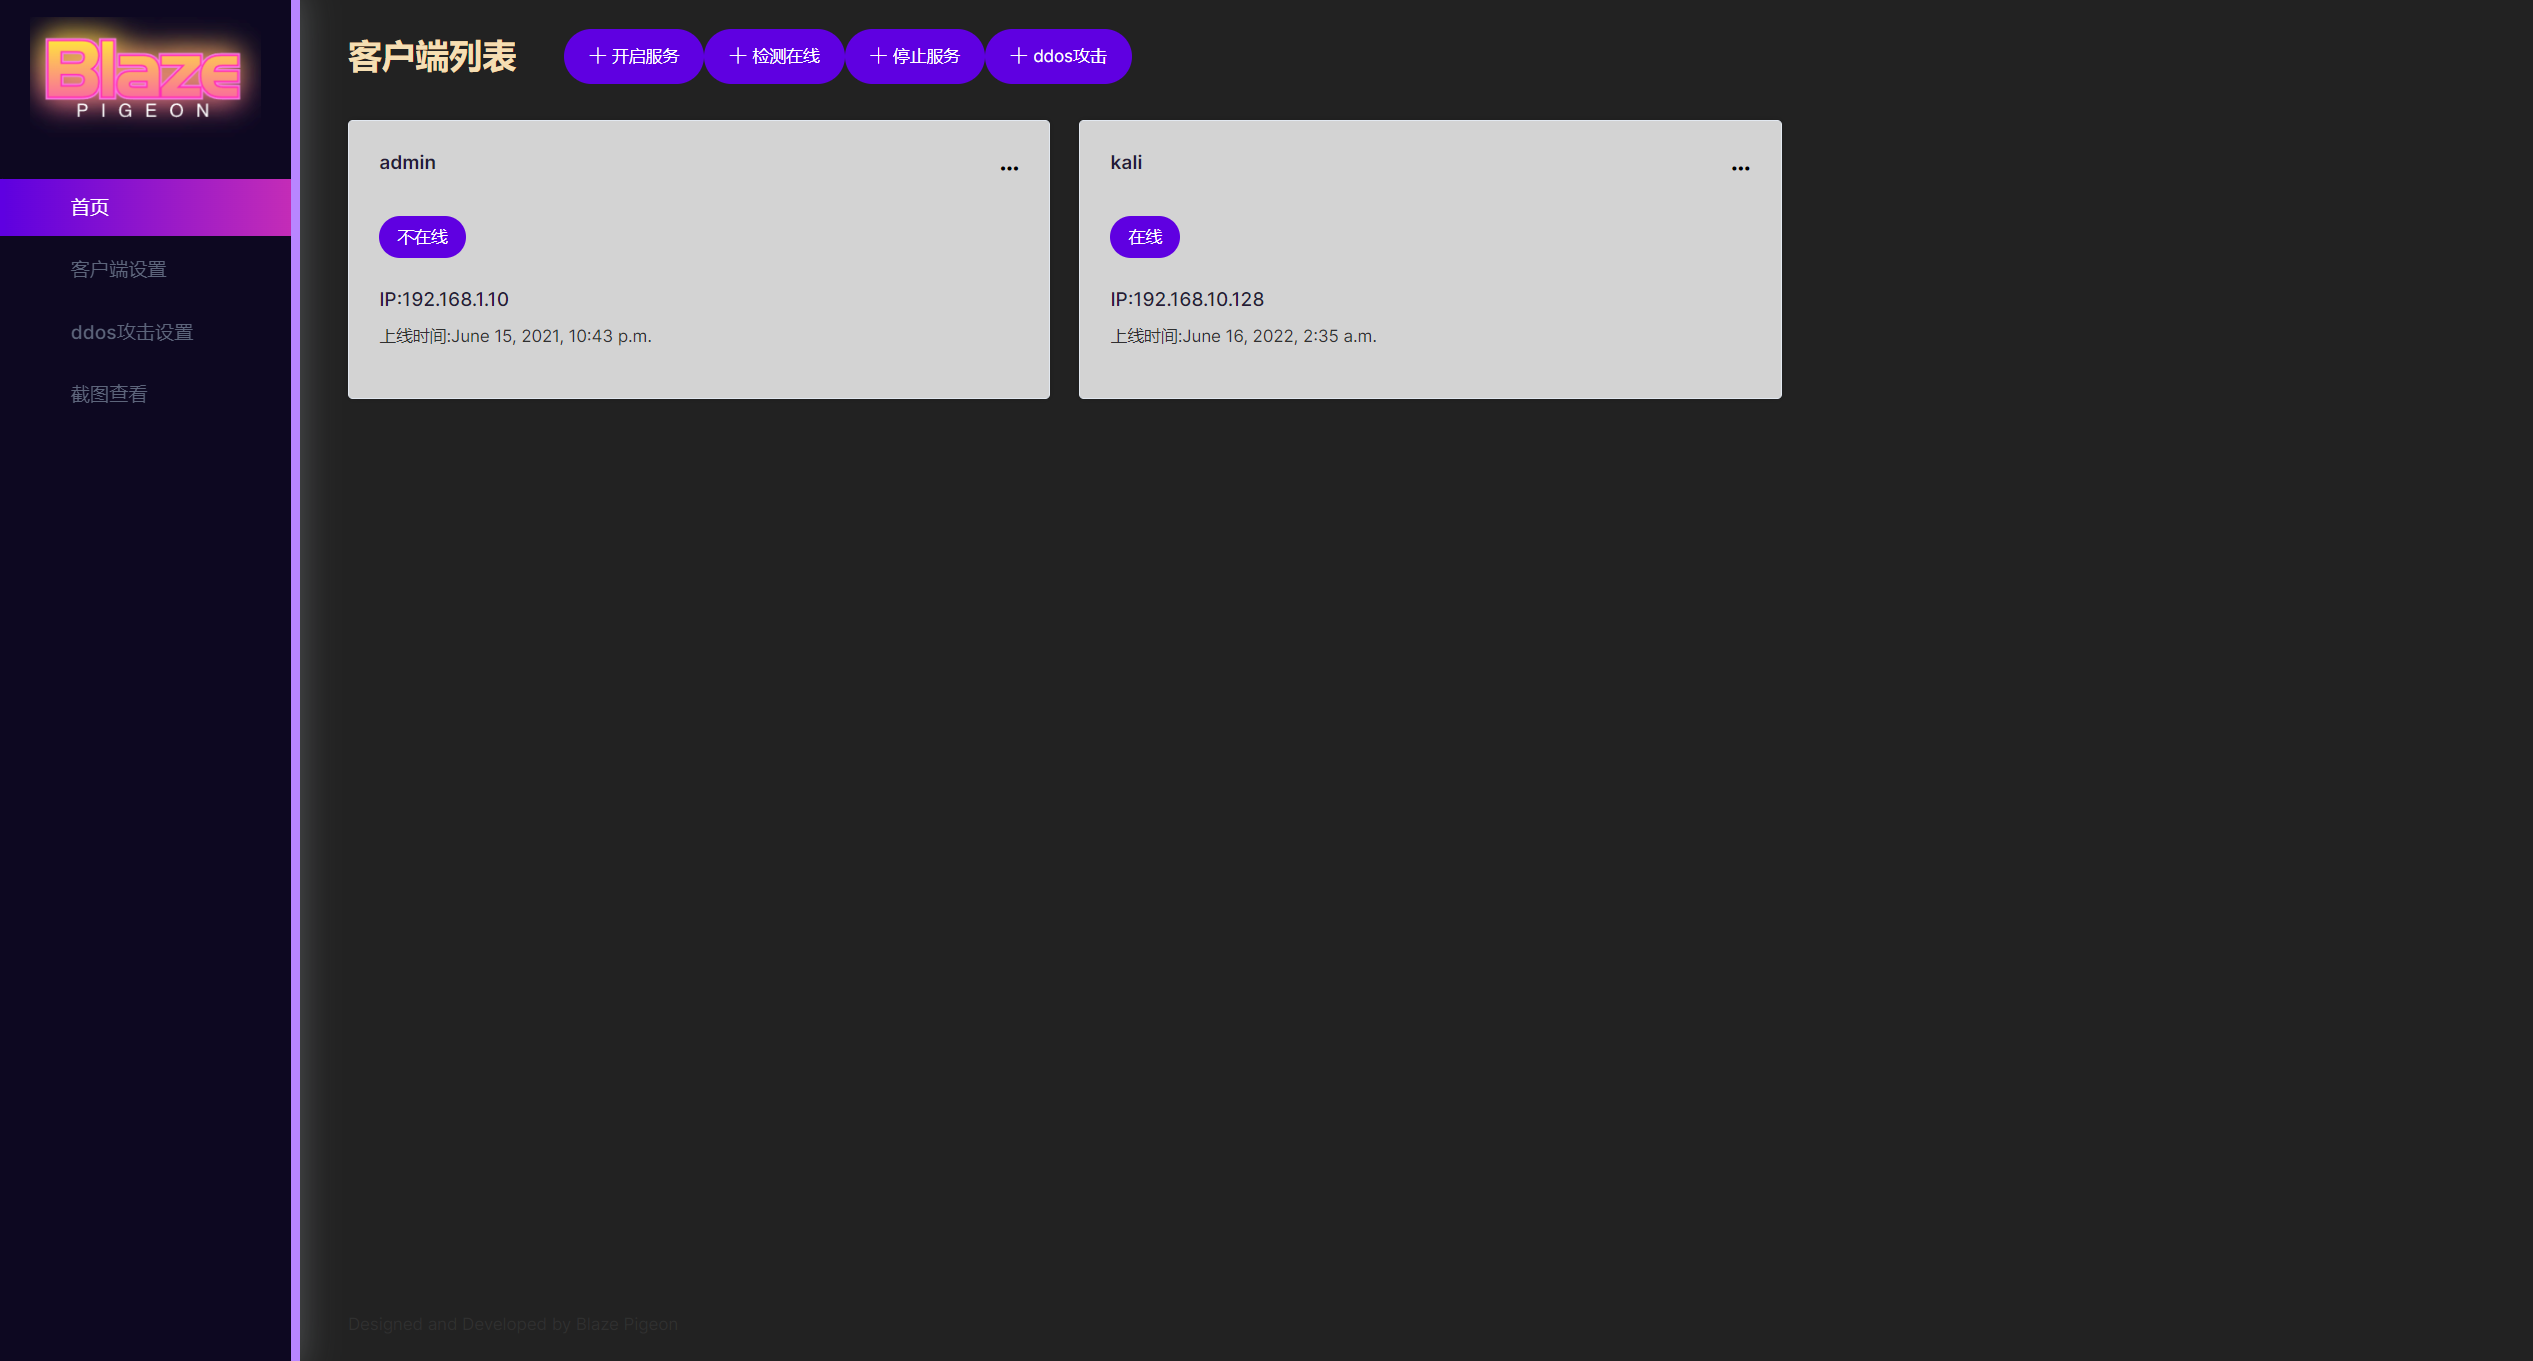 Blaze
PIGEON
首页
客户端设置
ddos攻击设置
截图查看
客户端列表
+ 开启服务
+ 检测在线
+ 停止服务
+ ddos攻击
admin
...
不在线
IP:192.168.1.10
上线时间:June 15, 2021, 10:43 p.m.
kali
...
在线
IP:192.168.10.128
上线时间:June 16, 2022, 2:35 a.m.
Designed and Developed by Blaze Pigeon